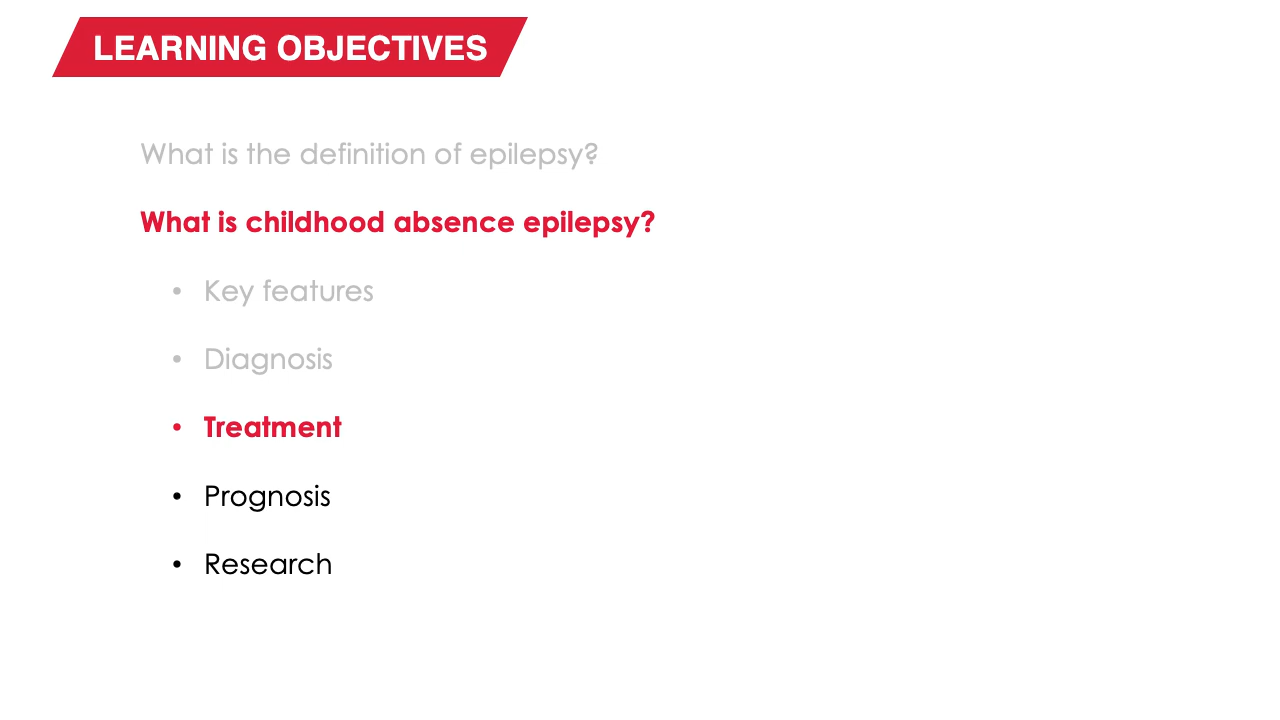 LEARNING OBJECTIVES
What is the definition of epilepsy?
What is childhood absence epilepsy?
• Key features
• Diagnosis
• Treatment
• Prognosis
• Research